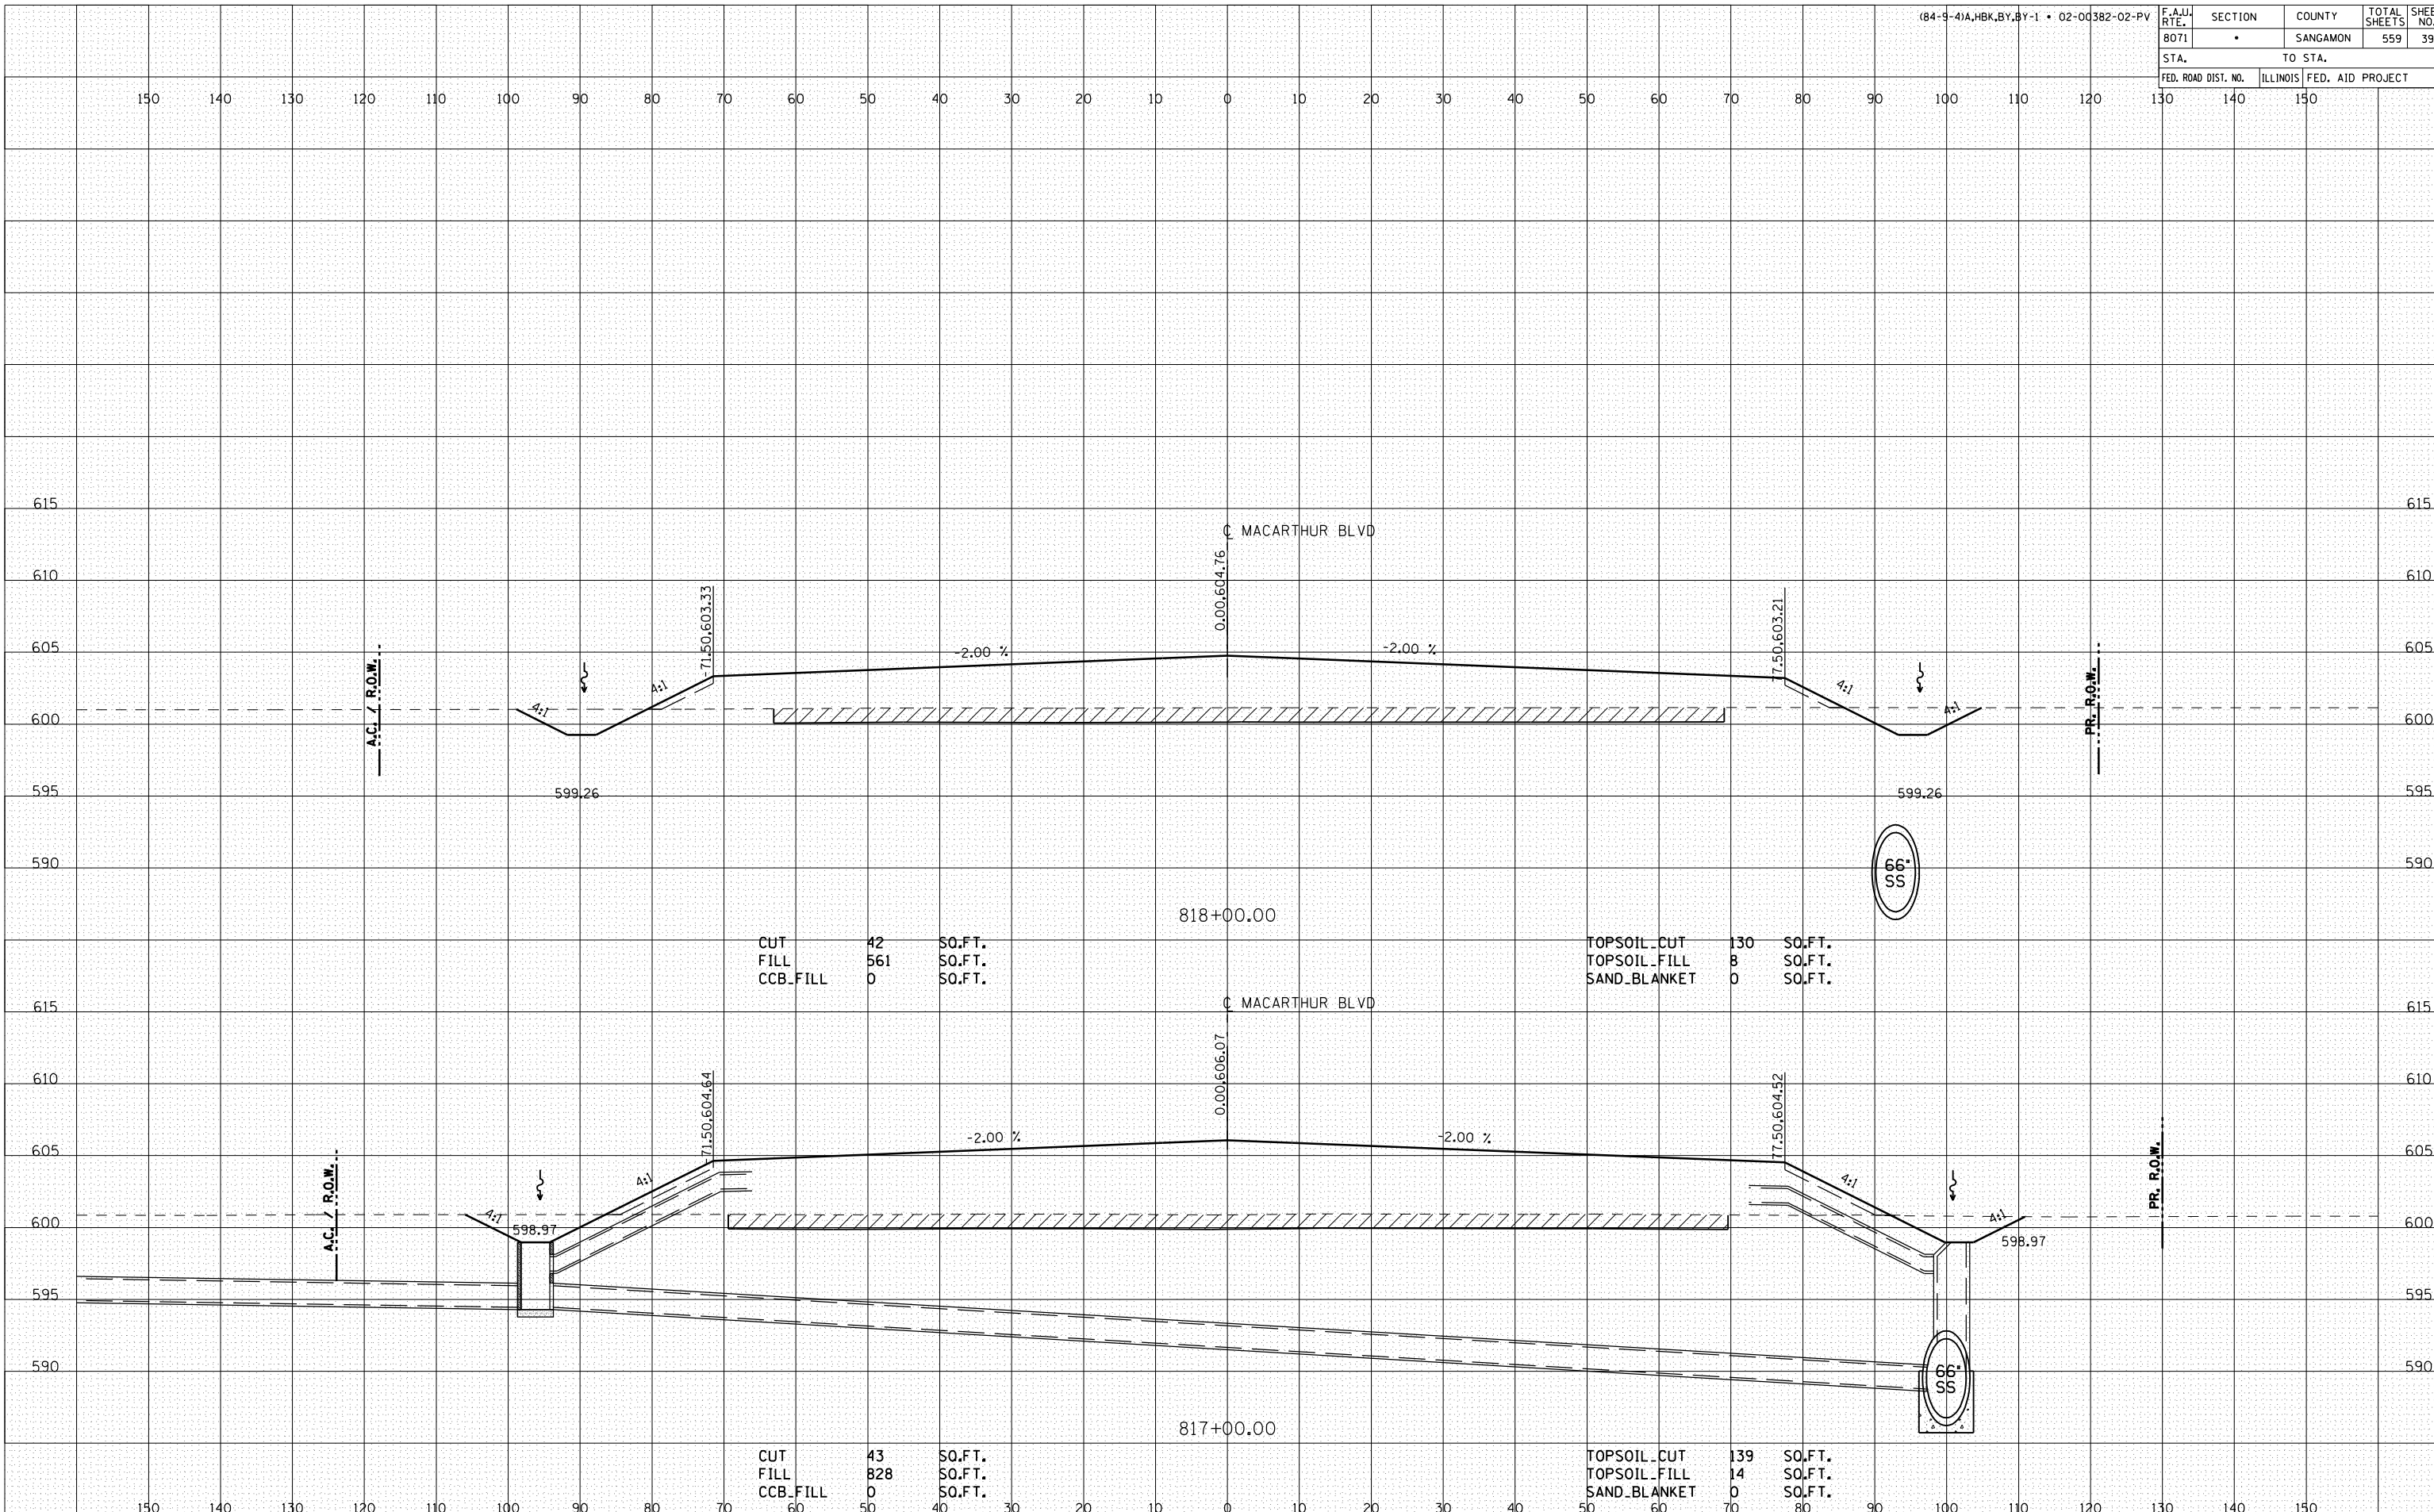 (84-9-4)A,HBK,BY,BY-1 • 02-00382-02-PV
F.A.U. RTE. SECTION COUNTY TOTAL SHEETS
8071 • SANGAMON 559
STA. TO STA.
FED. ROAD DIST. NO. ILLINOIS FED. AID PROJECT
150 140 130 120 110 100 90 80 70 60 50 40 30 20 10 0 10 20 30 40 50 60 70 80 90 100 110 120 130 140 150
615 615
℄ MACARTHUR BLVD
610 610
-71.50,603.33
0.00,604.76
77.50,603.21
605 605
-2.00 %
-2.00 %
A.C. / R.O.W.
4:1
4:1
4:1
4:1
PR. R.O.W.
600 600
595 595
599.26
599.26
590 590
66"
SS
818+00.00
CUT 42 SQ.FT.
FILL 561 SQ.FT.
CCB_FILL 0 SQ.FT.
TOPSOIL_CUT 130 SQ.FT.
TOPSOIL_FILL 8 SQ.FT.
SAND_BLANKET 0 SQ.FT.
615 615
℄ MACARTHUR BLVD
610 610
-71.50,604.64
0.00,606.07
77.50,604.52
605 605
-2.00 %
-2.00 %
A.C. / R.O.W.
4:1
4:1
4:1
4:1
PR. R.O.W.
600 600
598.97
598.97
595 595
590 590
66"
SS
817+00.00
CUT 43 SQ.FT.
FILL 828 SQ.FT.
CCB_FILL 0 SQ.FT.
TOPSOIL_CUT 139 SQ.FT.
TOPSOIL_FILL 14 SQ.FT.
SAND_BLANKET 0 SQ.FT.
150 140 130 120 110 100 90 80 70 60 50 40 30 20 10 0 10 20 30 40 50 60 70 80 90 100 110 120 130 140 150